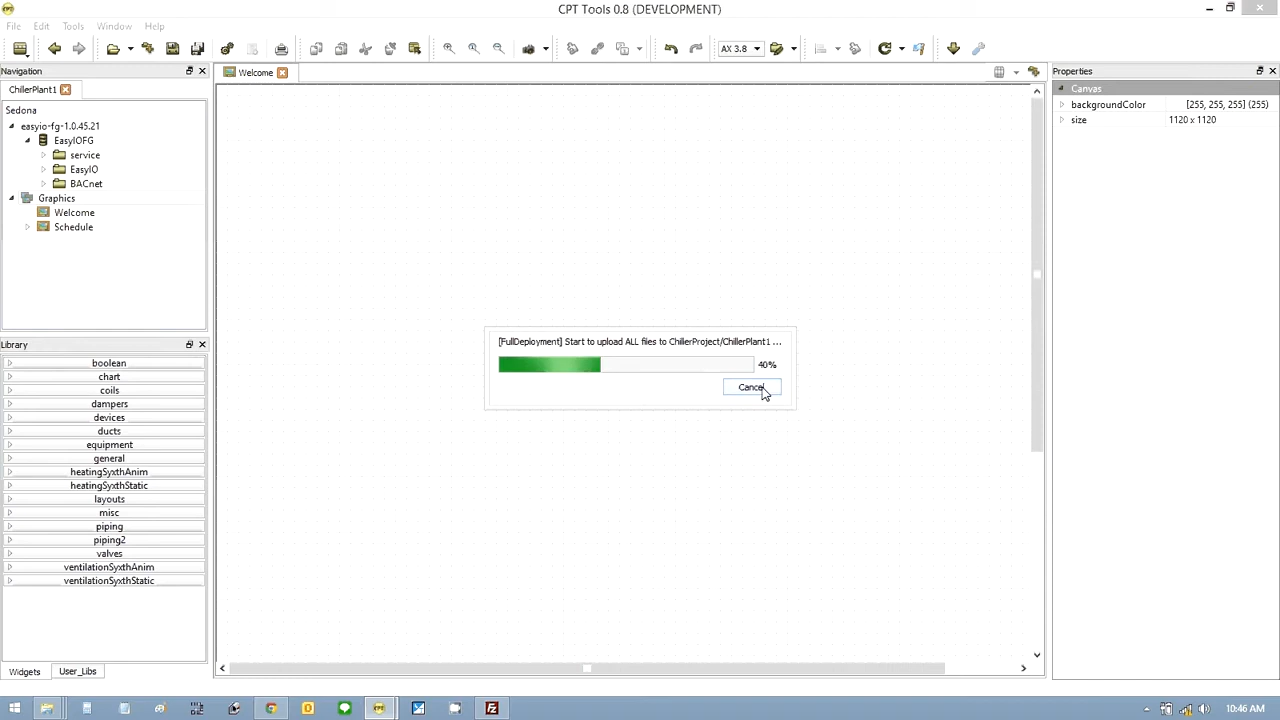 CPT Tools 0.8 (DEVELOPMENT)
File Edit Tools Window Help
AX 3.8
Navigation
ChillerPlant1
Sedona
easyio-fg-1.0.45.21
EasyIOFG
service
EasyIO
BACnet
Graphics
Welcome
Schedule
Library
boolean
chart
coils
dampers
devices
ducts
equipment
general
heatingSyxthAnim
heatingSyxthStatic
layouts
misc
piping
piping2
valves
ventilationSyxthAnim
ventilationSyxthStatic
Widgets User_Libs
Welcome
[FullDeployment] Start to upload ALL files to ChillerProject/ChillerPlant1 ...
40%
Cancel
Properties
Canvas
backgroundColor [255, 255, 255] (255)
size 1120 x 1120
10:46 AM